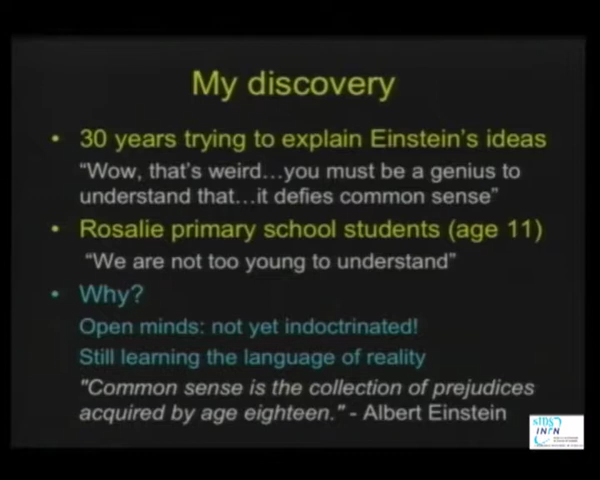 My discovery
• 30 years trying to explain Einstein's ideas
"Wow, that's weird…you must be a genius to
understand that…it defies common sense"
• Rosalie primary school students (age 11)
"We are not too young to understand"
• Why?
Open minds: not yet indoctrinated!
Still learning the language of reality
"Common sense is the collection of prejudices
acquired by age eighteen." - Albert Einstein
INFN